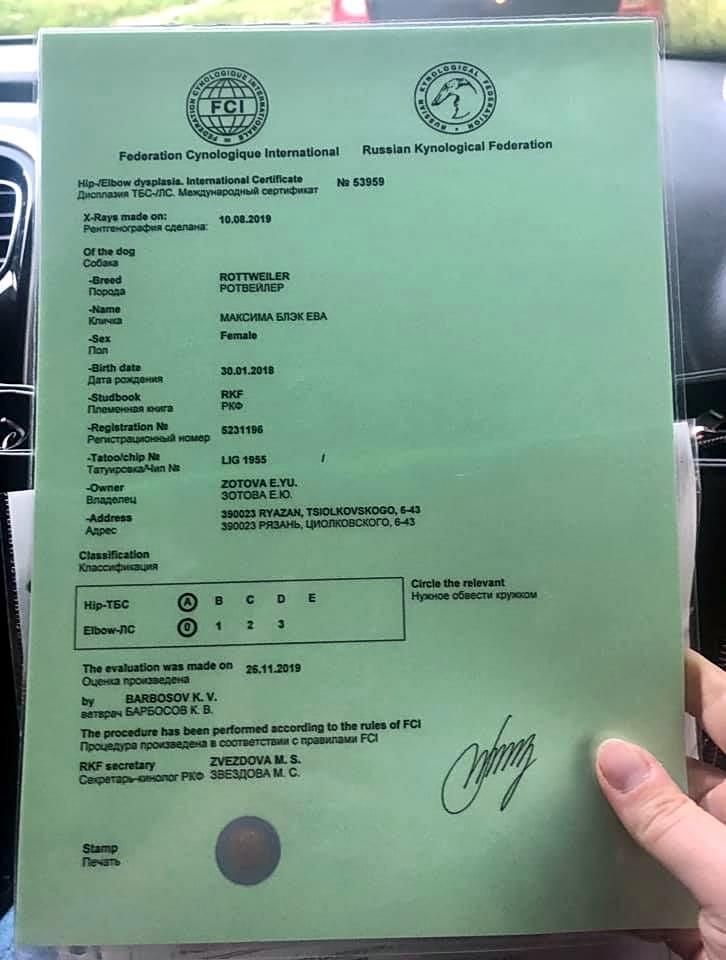 FEDERATION CYNOLOGIQUE INTERNATIONALE
FCI
RUSSIAN KYNOLOGICAL FEDERATION
Federation Cynologique International
Russian Kynological Federation
Hip-/Elbow dysplasia. International Certificate № 53959
Дисплазия ТБС-/ЛС. Международный сертификат
X-Rays made on: 10.08.2019
Рентгенография сделана:
Of the dog
Собака
-Breed ROTTWEILER
Порода РОТВЕЙЛЕР
-Name
Кличка МАКСИМА БЛЭК ЕВА
-Sex Female
Пол
-Birth date 30.01.2018
Дата рождения
-Studbook RKF
Племенная книга РКФ
-Registration № 5231196
Регистрационный номер
-Tatoo/chip № LIG 1955 /
Татуировка/Чип №
-Owner ZOTOVA E.YU.
Владелец ЗОТОВА Е.Ю.
-Address 390023 RYAZAN, TSIOLKOVSKOGO, 6-43
Адрес 390023 РЯЗАНЬ, ЦИОЛКОВСКОГО, 6-43
Classification
Классификация
Hip-ТБС A B C D E
Elbow-ЛС 0 1 2 3
Circle the relevant
Нужное обвести кружком
The evaluation was made on 26.11.2019
Оценка произведена
by BARBOSOV K. V.
ветврач БАРБОСОВ К. В.
The procedure has been performed according to the rules of FCI
Процедура произведена в соответствии с правилами FCI
RKF secretary ZVEZDOVA M. S.
Секретарь-кинолог РКФ ЗВЕЗДОВА М. С.
Stamp
Печать